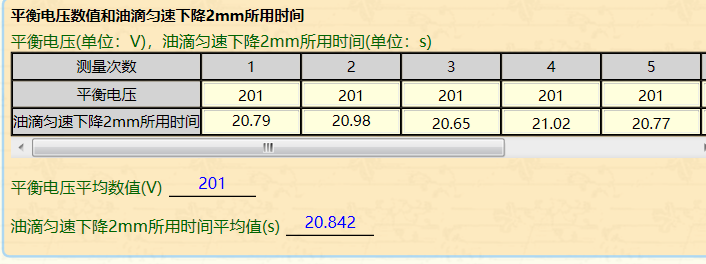 平衡电压数值和油滴匀速下降2mm所用时间
平衡电压(单位：V)，油滴匀速下降2mm所用时间(单位：s)
测量次数 1 2 3 4 5
平衡电压 201 201 201 201 201
油滴匀速下降2mm所用时间 20.79 20.98 20.65 21.02 20.77
平衡电压平均数值(V) 201
油滴匀速下降2mm所用时间平均值(s) 20.842